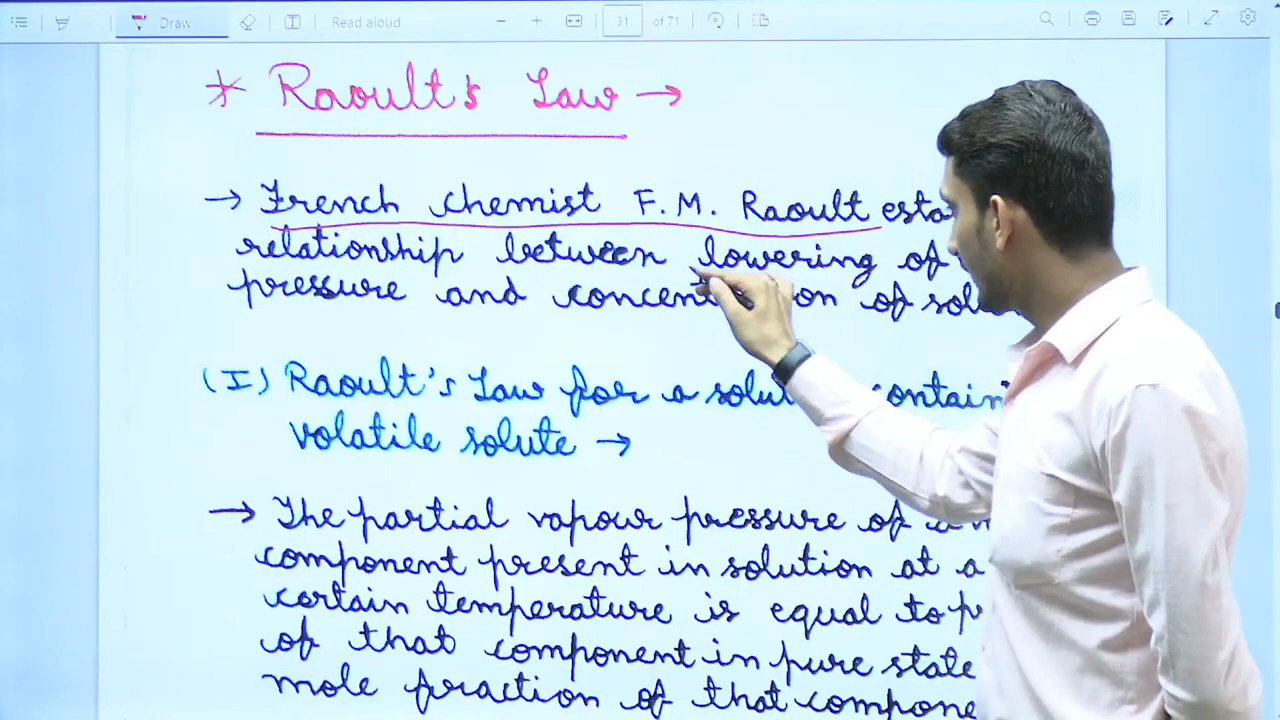 Draw
Read aloud
31 of 71
* Raoult's Law →
→ French chemist F.M. Raoult esta
relationship between lowering of
pressure and concent on of solu
(I) Raoult's Law for a solut contain
volatile solute →
→ The partial vapour pressure of
component present in solution at a
certain temperature is equal to p
of that component in pure state
mole fraction of that compone